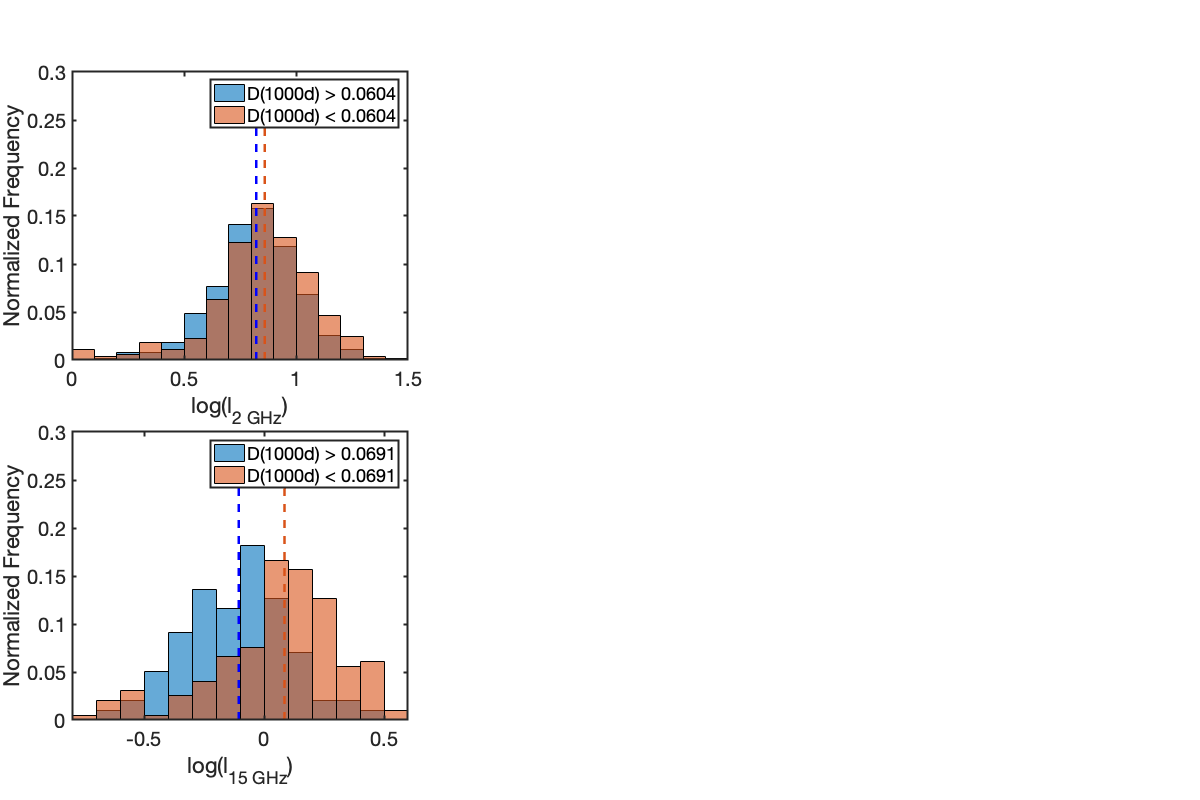 0.3
0.25
0.2
0.15
0.1
0.05
0
Normalized Frequency
D(1000d) > 0.0604
D(1000d) < 0.0604
0 0.5 1 1.5
log(I2 GHz)
0.3
0.25
0.2
0.15
0.1
0.05
0
Normalized Frequency
D(1000d) > 0.0691
D(1000d) < 0.0691
-0.5 0 0.5
log(I15 GHz)